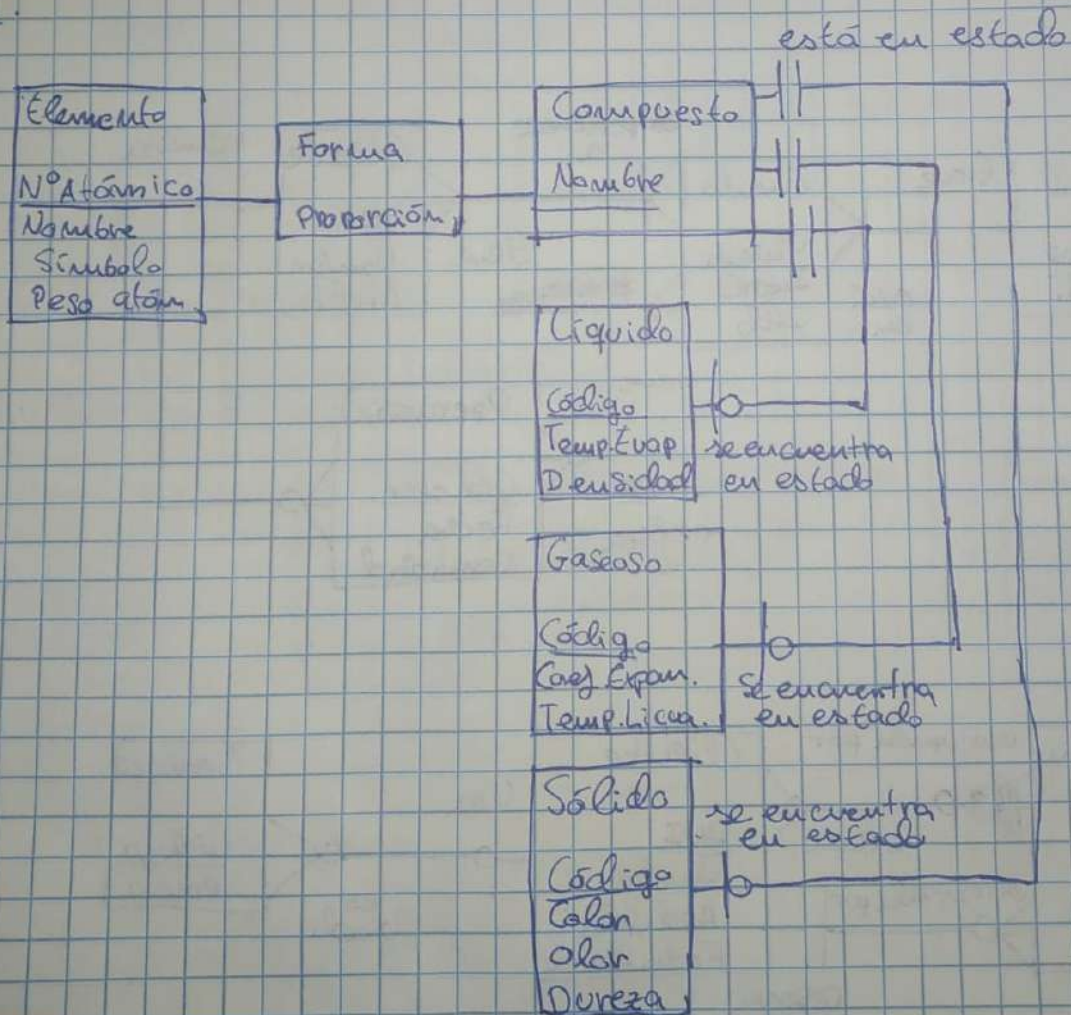 está en estado
Elemento
NºAtómico
Nombre
Símbolo
Peso atóm.
Forma
Proporción
Compuesto
Nombre
Líquido
Código
Temp.Evap
Densidad
se encuentra
en estado
Gaseoso
Código
Coef Expan.
Temp.Licua.
Se encuentra
en estado
Sólido
Código
Color
Olor
Dureza
se encuentra
en estado